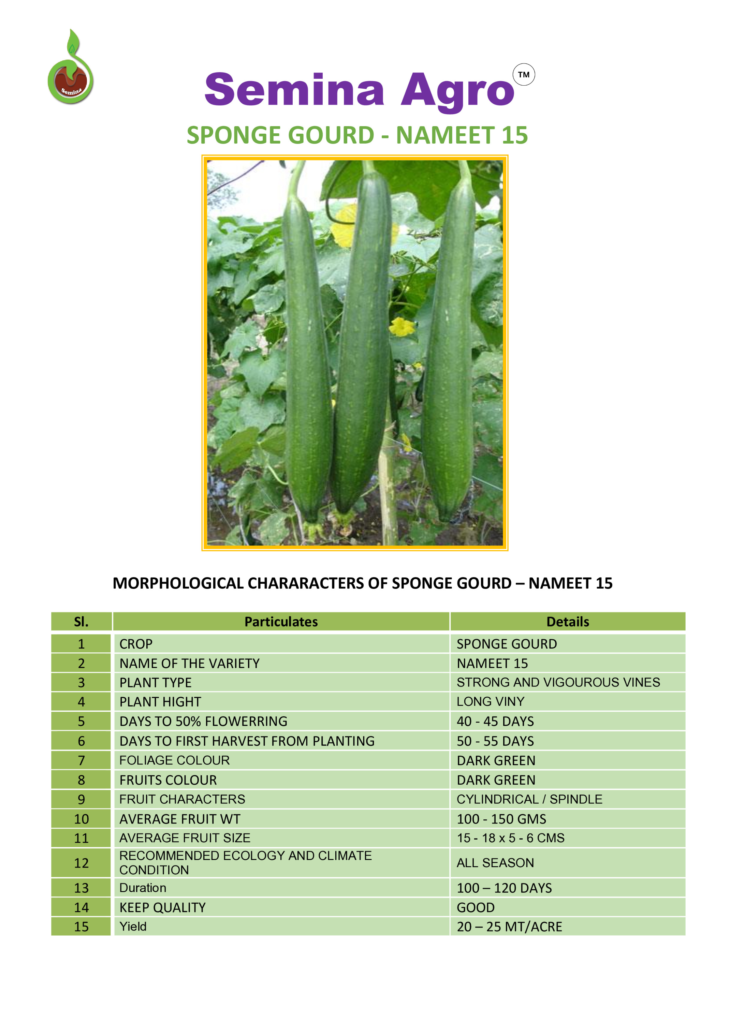 Semina
Semina Agro TM
SPONGE GOURD - NAMEET 15
MORPHOLOGICAL CHARARACTERS OF SPONGE GOURD – NAMEET 15
Sl. Particulates Details
1 CROP SPONGE GOURD
2 NAME OF THE VARIETY NAMEET 15
3 PLANT TYPE STRONG AND VIGOUROUS VINES
4 PLANT HIGHT LONG VINY
5 DAYS TO 50% FLOWERRING 40 - 45 DAYS
6 DAYS TO FIRST HARVEST FROM PLANTING 50 - 55 DAYS
7 FOLIAGE COLOUR DARK GREEN
8 FRUITS COLOUR DARK GREEN
9 FRUIT CHARACTERS CYLINDRICAL / SPINDLE
10 AVERAGE FRUIT WT 100 - 150 GMS
11 AVERAGE FRUIT SIZE 15 - 18 x 5 - 6 CMS
12 RECOMMENDED ECOLOGY AND CLIMATE
CONDITION ALL SEASON
13 Duration 100 – 120 DAYS
14 KEEP QUALITY GOOD
15 Yield 20 – 25 MT/ACRE